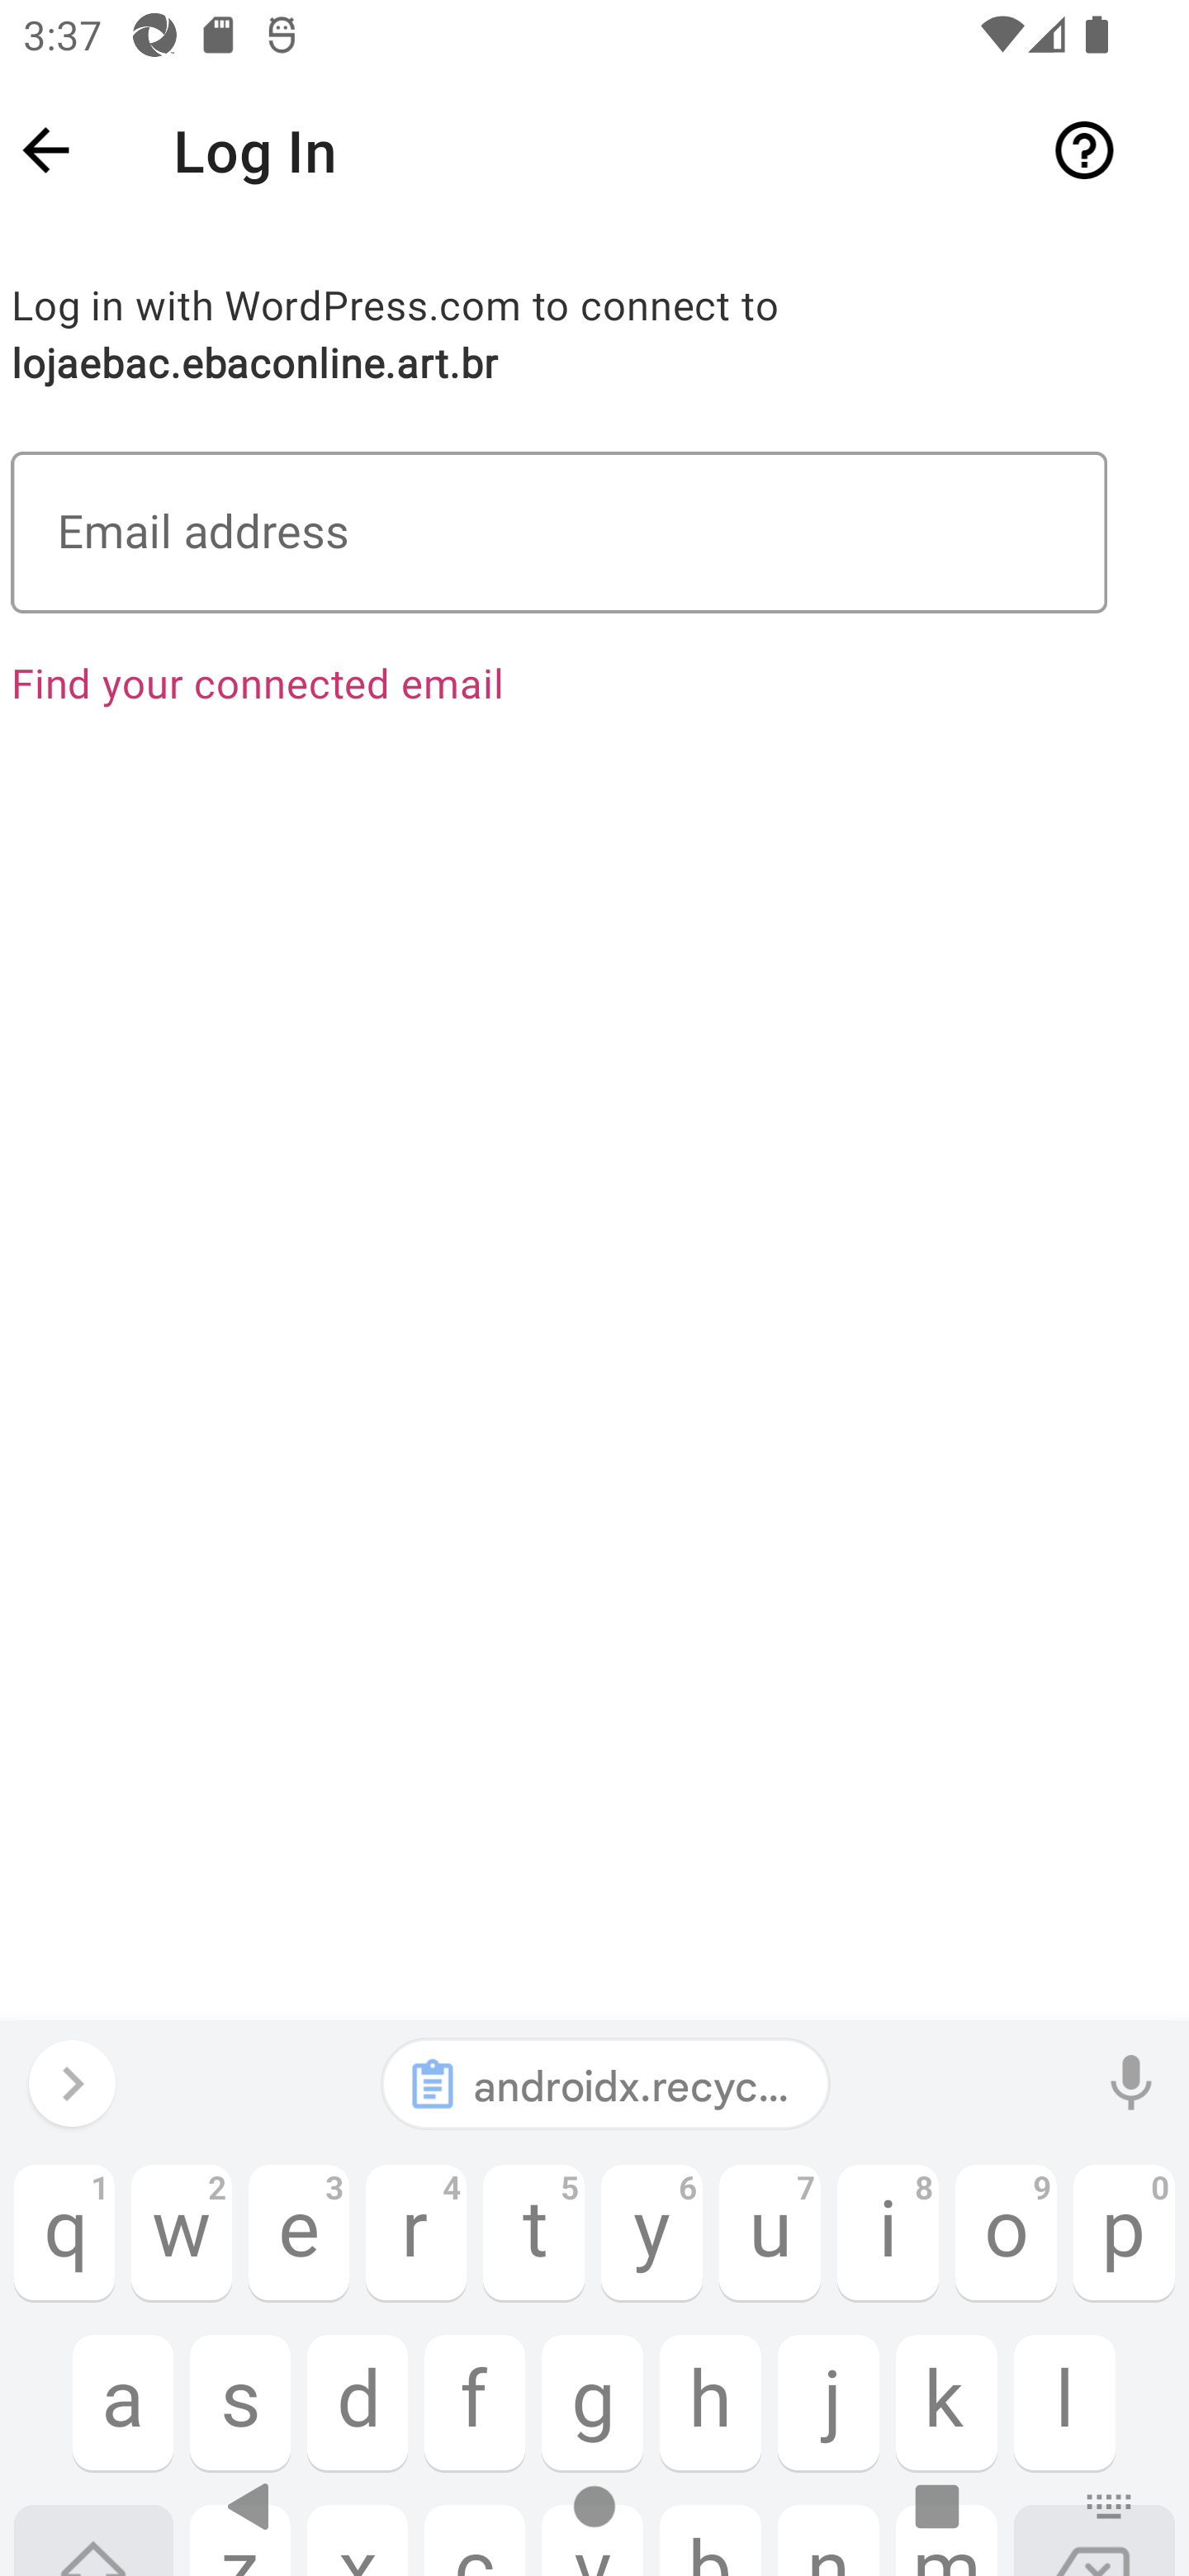 3:37
Log In
Log in with WordPress.com to connect to
lojaebac.ebaconline.art.br
Email address
Find your connected email
androidx.recyc...
1 2 3 4 5 6 7 8 9 0
q w e r t y u i o p
a s d f g h j k l
z x c v b n m